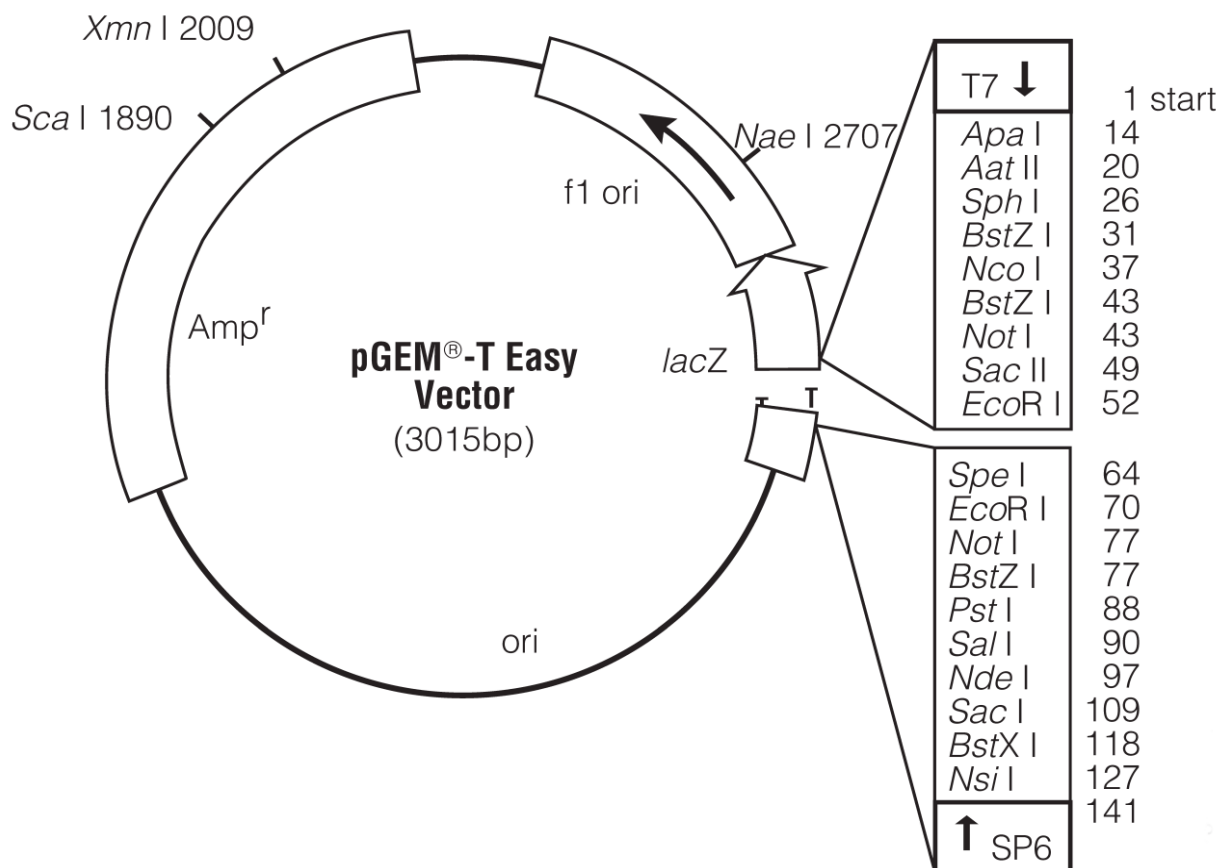 Xmn I 2009
Sca I 1890
Nae I 2707
f1 ori
Ampr
pGEM®-T Easy
Vector
(3015bp)
lacZ
T T
ori
T7 ↓
1 start
Apa I 14
Aat II 20
Sph I 26
BstZ I 31
Nco I 37
BstZ I 43
Not I 43
Sac II 49
EcoR I 52
Spe I 64
EcoR I 70
Not I 77
BstZ I 77
Pst I 88
Sal I 90
Nde I 97
Sac I 109
BstX I 118
Nsi I 127
141
↑ SP6